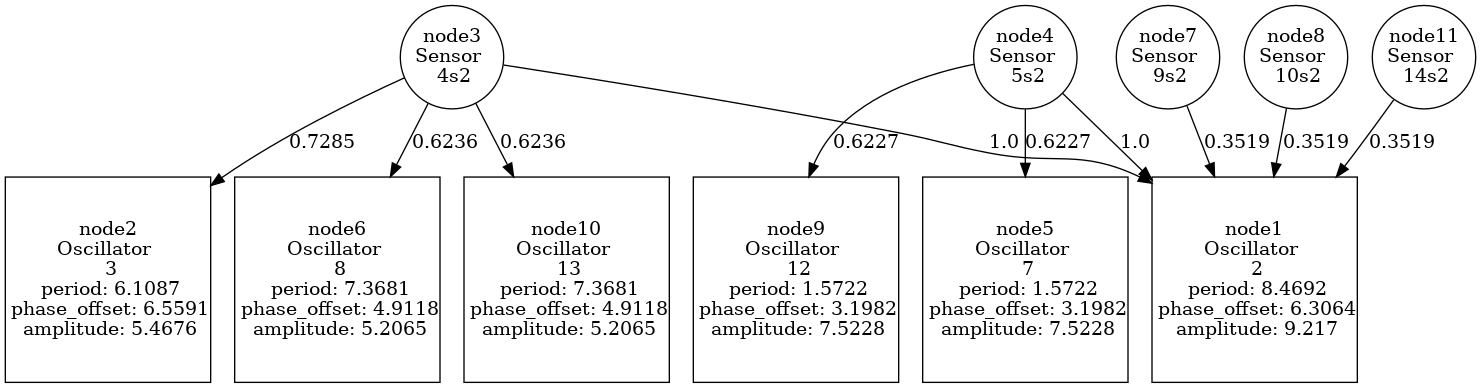 node3
Sensor
4s2
node4
Sensor
5s2
node7
Sensor
9s2
node8
Sensor
10s2
node11
Sensor
14s2
0.7285
0.6236
0.6236
0.6227
1.0
0.6227
1.0
0.3519
0.3519
0.3519
node2
Oscillator
3
period: 6.1087
phase_offset: 6.5591
amplitude: 5.4676
node6
Oscillator
8
period: 7.3681
phase_offset: 4.9118
amplitude: 5.2065
node10
Oscillator
13
period: 7.3681
phase_offset: 4.9118
amplitude: 5.2065
node9
Oscillator
12
period: 1.5722
phase_offset: 3.1982
amplitude: 7.5228
node5
Oscillator
7
period: 1.5722
phase_offset: 3.1982
amplitude: 7.5228
node1
Oscillator
2
period: 8.4692
phase_offset: 6.3064
amplitude: 9.217